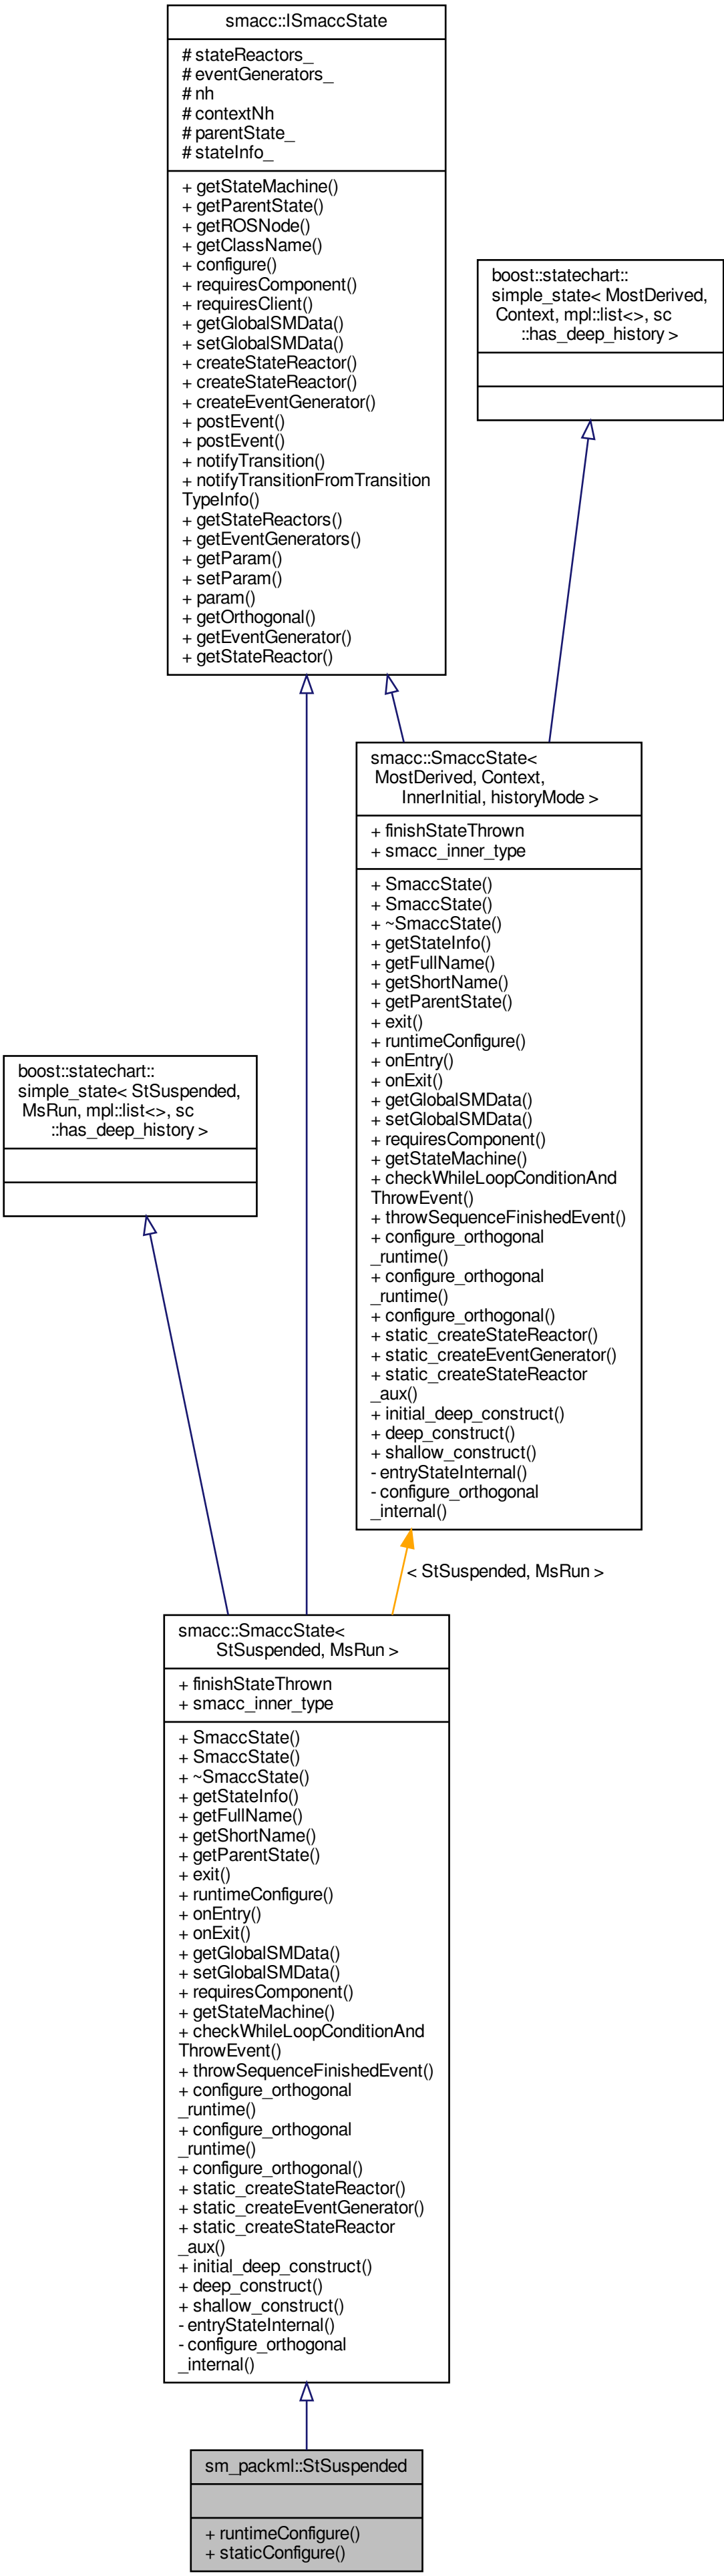 smacc::ISmaccState
# stateReactors_
# eventGenerators_
# nh
# contextNh
# parentState_
# stateInfo_
+ getStateMachine()
+ getParentState()
+ getROSNode()
+ getClassName()
+ configure()
+ requiresComponent()
+ requiresClient()
+ getGlobalSMData()
+ setGlobalSMData()
+ createStateReactor()
+ createStateReactor()
+ createEventGenerator()
+ postEvent()
+ postEvent()
+ notifyTransition()
+ notifyTransitionFromTransition
TypeInfo()
+ getStateReactors()
+ getEventGenerators()
+ getParam()
+ setParam()
+ param()
+ getOrthogonal()
+ getEventGenerator()
+ getStateReactor()
boost::statechart::
simple_state< MostDerived,
Context, mpl::list<>, sc
::has_deep_history >
smacc::SmaccState<
MostDerived, Context,
InnerInitial, historyMode >
+ finishStateThrown
+ smacc_inner_type
+ SmaccState()
+ SmaccState()
+ ~SmaccState()
+ getStateInfo()
+ getFullName()
+ getShortName()
+ getParentState()
+ exit()
+ runtimeConfigure()
+ onEntry()
+ onExit()
+ getGlobalSMData()
+ setGlobalSMData()
+ requiresComponent()
+ getStateMachine()
+ checkWhileLoopConditionAnd
ThrowEvent()
+ throwSequenceFinishedEvent()
+ configure_orthogonal
_runtime()
+ configure_orthogonal
_runtime()
+ configure_orthogonal()
+ static_createStateReactor()
+ static_createEventGenerator()
+ static_createStateReactor
_aux()
+ initial_deep_construct()
+ deep_construct()
+ shallow_construct()
- entryStateInternal()
- configure_orthogonal
_internal()
boost::statechart::
simple_state< StSuspended,
MsRun, mpl::list<>, sc
::has_deep_history >
< StSuspended, MsRun >
smacc::SmaccState<
StSuspended, MsRun >
+ finishStateThrown
+ smacc_inner_type
+ SmaccState()
+ SmaccState()
+ ~SmaccState()
+ getStateInfo()
+ getFullName()
+ getShortName()
+ getParentState()
+ exit()
+ runtimeConfigure()
+ onEntry()
+ onExit()
+ getGlobalSMData()
+ setGlobalSMData()
+ requiresComponent()
+ getStateMachine()
+ checkWhileLoopConditionAnd
ThrowEvent()
+ throwSequenceFinishedEvent()
+ configure_orthogonal
_runtime()
+ configure_orthogonal
_runtime()
+ configure_orthogonal()
+ static_createStateReactor()
+ static_createEventGenerator()
+ static_createStateReactor
_aux()
+ initial_deep_construct()
+ deep_construct()
+ shallow_construct()
- entryStateInternal()
- configure_orthogonal
_internal()
sm_packml::StSuspended
+ runtimeConfigure()
+ staticConfigure()